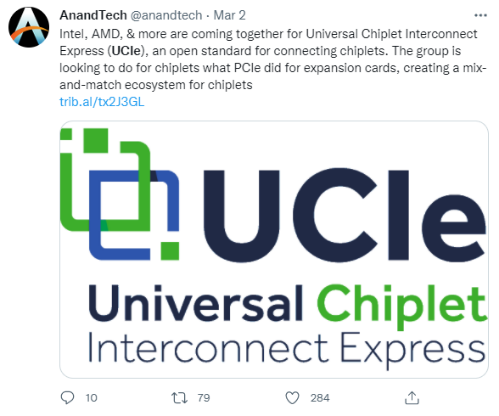 AnandTech @anandtech · Mar 2
Intel, AMD, & more are coming together for Universal Chiplet Interconnect
Express (UCIe), an open standard for connecting chiplets. The group is
looking to do for chiplets what PCIe did for expansion cards, creating a mix-
and-match ecosystem for chiplets
trib.al/tx2J3GL
UCIe
Universal Chiplet
Interconnect Express
10 79 284